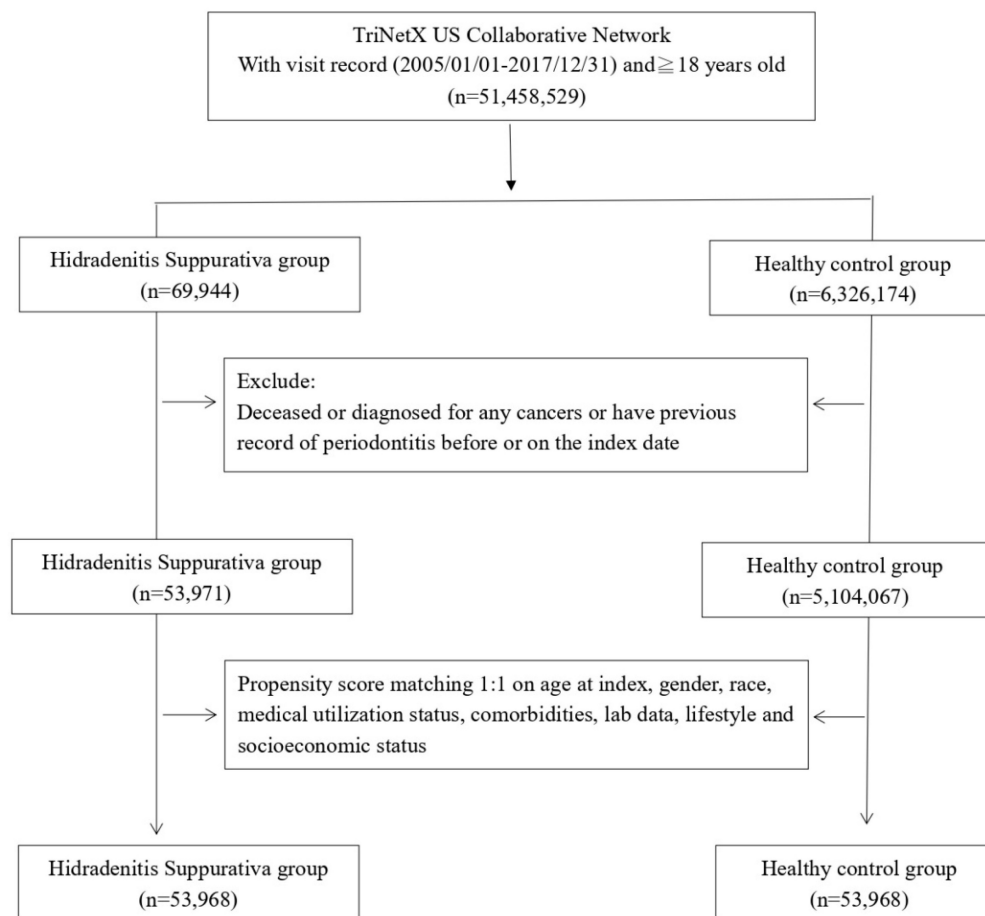 TriNetX US Collaborative Network
With visit record (2005/01/01-2017/12/31) and≧18 years old
(n=51,458,529)
Hidradenitis Suppurativa group
(n=69,944)
Healthy control group
(n=6,326,174)
Exclude:
Deceased or diagnosed for any cancers or have previous
record of periodontitis before or on the index date
Hidradenitis Suppurativa group
(n=53,971)
Healthy control group
(n=5,104,067)
Propensity score matching 1:1 on age at index, gender, race,
medical utilization status, comorbidities, lab data, lifestyle and
socioeconomic status
Hidradenitis Suppurativa group
(n=53,968)
Healthy control group
(n=53,968)